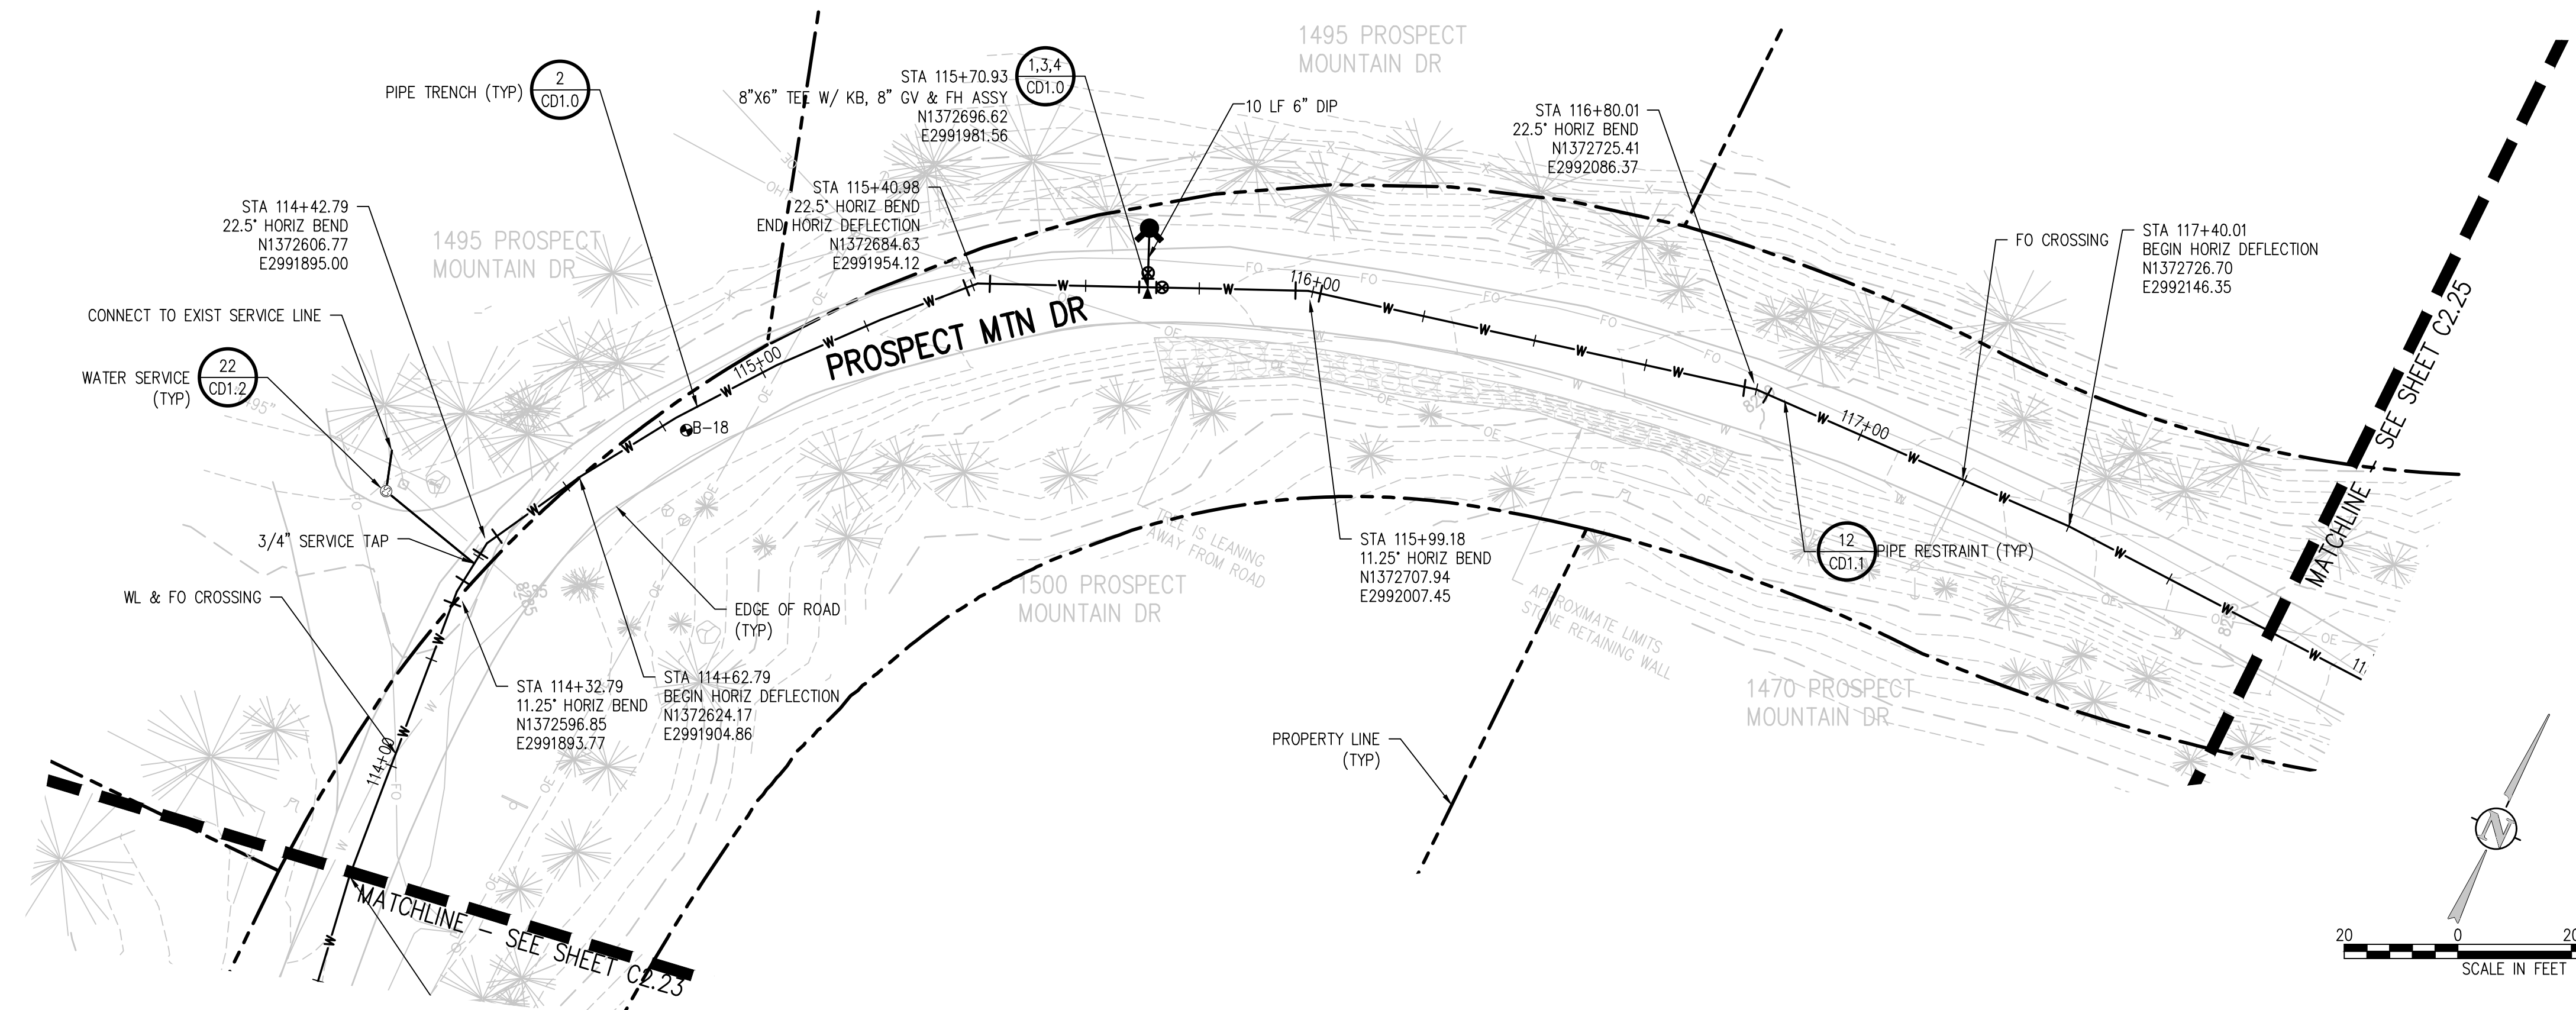 1495 PROSPECT
MOUNTAIN DR
2
CD1.0
PIPE TRENCH (TYP)
1,3,4
CD1.0
STA 115+70.93
8"X6" TEE W/ KB, 8" GV & FH ASSY
N1372696.62
E2991981.56
10 LF 6" DIP
STA 116+80.01
22.5° HORIZ BEND
N1372725.41
E2992086.37
STA 114+42.79
22.5° HORIZ BEND
N1372606.77
E2991895.00
1495 PROSPECT
MOUNTAIN DR
STA 115+40.98
22.5° HORIZ BEND
END HORIZ DEFLECTION
N1372684.63
E2991954.12
FO CROSSING
STA 117+40.01
BEGIN HORIZ DEFLECTION
N1372726.70
E2992146.35
CONNECT TO EXIST SERVICE LINE
22
CD1.2
WATER SERVICE
(TYP)
115+00
PROSPECT MTN DR
116+00
117+00
B-18
3/4" SERVICE TAP
WL & FO CROSSING
114+00
EDGE OF ROAD
(TYP)
STA 114+32.79
11.25° HORIZ BEND
N1372596.85
E2991893.77
STA 114+62.79
BEGIN HORIZ DEFLECTION
N1372624.17
E2991904.86
TREE IS LEANING
AWAY FROM ROAD
1500 PROSPECT
MOUNTAIN DR
STA 115+99.18
11.25° HORIZ BEND
N1372707.94
E2992007.45
APPROXIMATE LIMITS
STONE RETAINING WALL
12
CD1.1
PIPE RESTRAINT (TYP)
1470 PROSPECT
MOUNTAIN DR
PROPERTY LINE
(TYP)
MATCHLINE - SEE SHEET C2.25
MATCHLINE - SEE SHEET C2.23
N
20 0 20
SCALE IN FEET